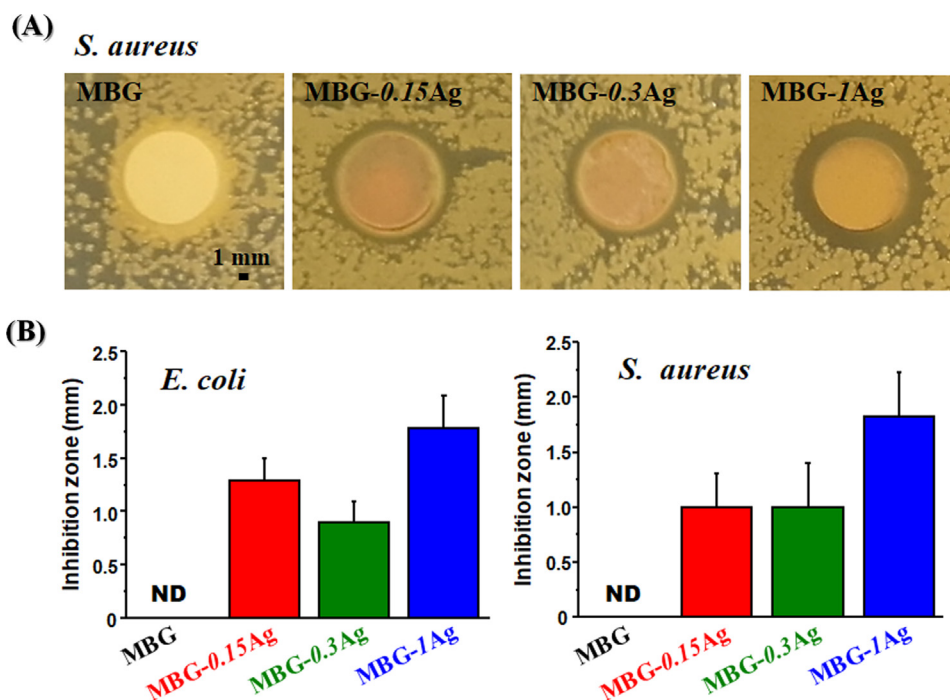 (A)
S. aureus
MBG
MBG-0.15Ag
MBG-0.3Ag
MBG-1Ag
1 mm
(B)
E. coli
Inhibition zone (mm)
2.5
2.0
1.5
1.0
0.5
0
ND
MBG
MBG-0.15Ag
MBG-0.3Ag
MBG-1Ag
S. aureus
Inhibition zone (mm)
2.5
2.0
1.5
1.0
0.5
0
ND
MBG
MBG-0.15Ag
MBG-0.3Ag
MBG-1Ag